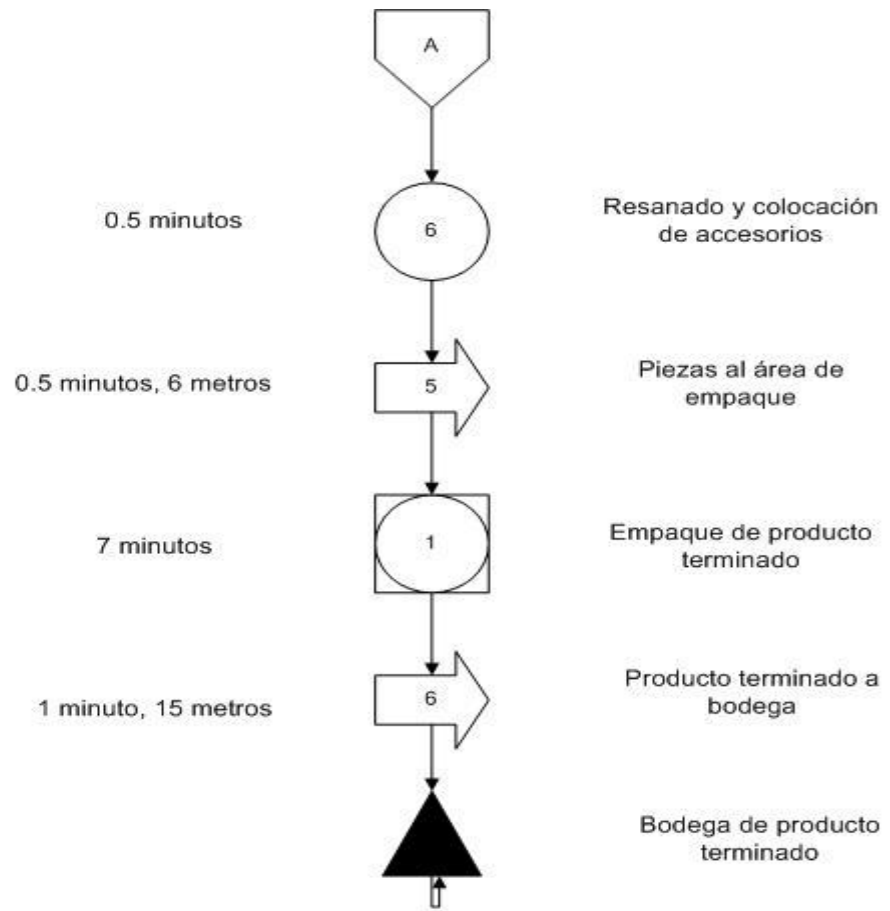 A
0.5 minutos
6
Resanado y colocación
de accesorios
0.5 minutos, 6 metros
5
Piezas al área de
empaque
7 minutos
1
Empaque de producto
terminado
1 minuto, 15 metros
6
Producto terminado a
bodega
Bodega de producto
terminado